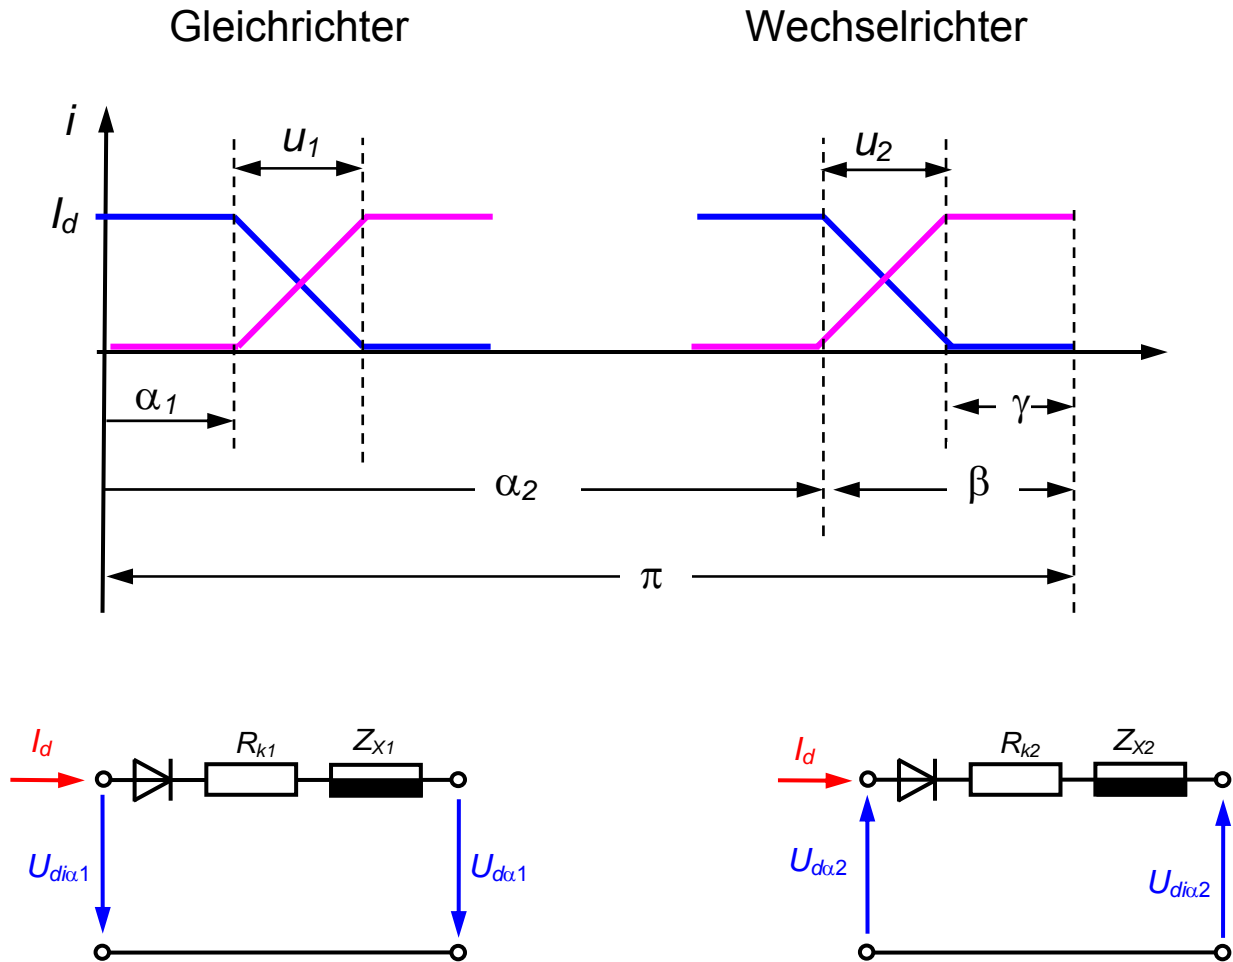 Gleichrichter
Wechselrichter
i
u1
u2
Id
α1
γ
α2
β
π
Id
Rk1
ZX1
Id
Rk2
ZX2
Udiα1
Udα1
Udα2
Udiα2